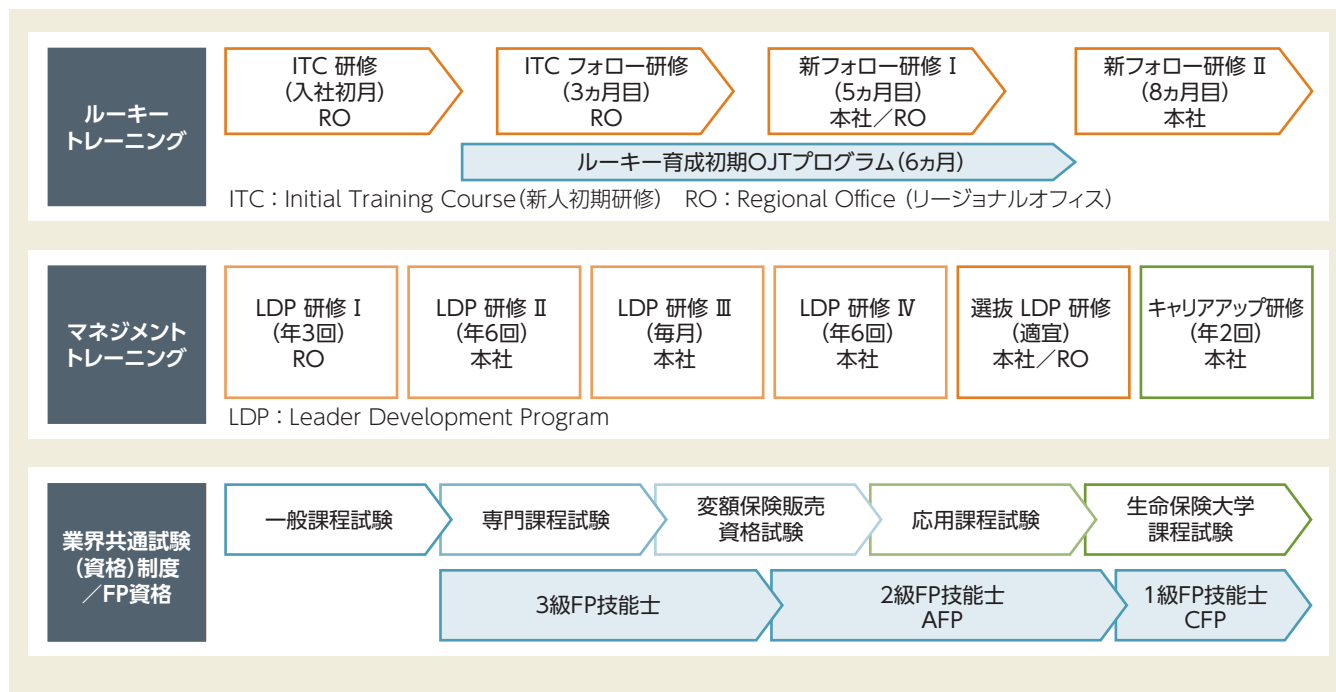 ルーキー
トレーニング
ITC 研修
(入社初月)
RO
ITC フォロー研修
(3ヵ月目)
RO
新フォロー研修 Ⅰ
(5ヵ月目)
本社／RO
新フォロー研修 Ⅱ
(8ヵ月目)
本社
ルーキー育成初期OJTプログラム(6ヵ月)
ITC：Initial Training Course(新人初期研修)　RO：Regional Office (リージョナルオフィス)
マネジメント
トレーニング
LDP 研修 Ⅰ
(年3回)
RO
LDP 研修 Ⅱ
(年6回)
本社
LDP 研修 Ⅲ
(毎月)
本社
LDP 研修 Ⅳ
(年6回)
本社
選抜 LDP 研修
(適宜)
本社／RO
キャリアアップ研修
(年2回)
本社
LDP：Leader Development Program
業界共通試験
(資格)制度
／FP資格
一般課程試験
専門課程試験
変額保険販売
資格試験
応用課程試験
生命保険大学
課程試験
3級FP技能士
2級FP技能士
AFP
1級FP技能士
CFP